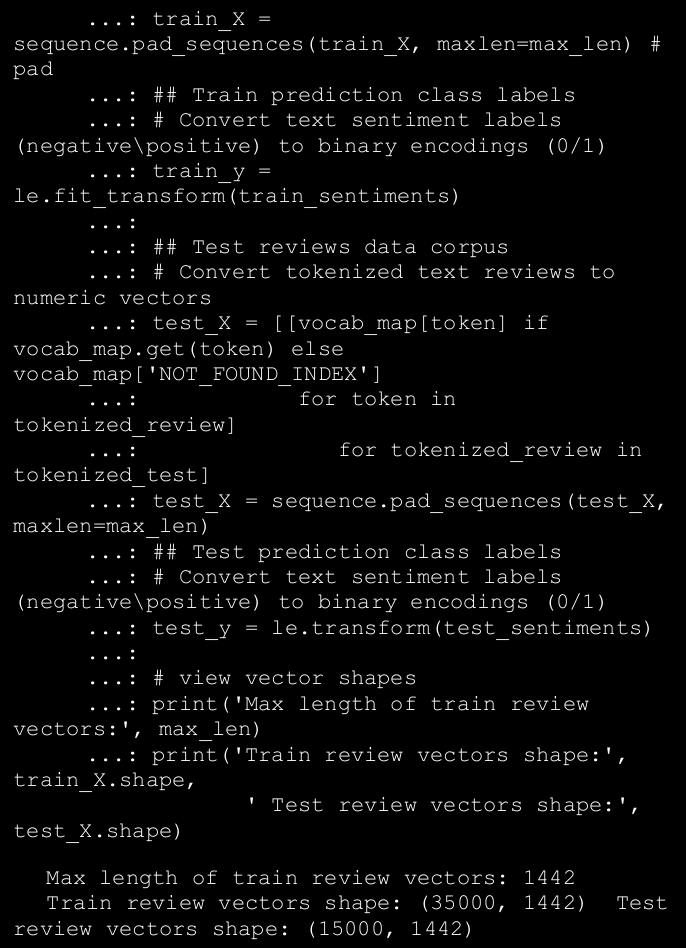 ...: train_X =
sequence.pad_sequences(train_X, maxlen=max_len) #
pad
...: ## Train prediction class labels
...: # Convert text sentiment labels
(negative\positive) to binary encodings (0/1)
...: train_y =
le.fit_transform(train_sentiments)
...:
...: ## Test reviews data corpus
...: # Convert tokenized text reviews to
numeric vectors
...: test_X = [[vocab_map[token] if
vocab_map.get(token) else
vocab_map['NOT_FOUND_INDEX']
...:            for token in
tokenized_review]
...:               for tokenized_review in
tokenized_test]
...: test_X = sequence.pad_sequences(test_X,
maxlen=max_len)
...: ## Test prediction class labels
...: # Convert text sentiment labels
(negative\positive) to binary encodings (0/1)
...: test_y = le.transform(test_sentiments)
...:
...: # view vector shapes
...: print('Max length of train review
vectors:', max_len)
...: print('Train review vectors shape:',
train_X.shape,
' Test review vectors shape:',
test_X.shape)
Max length of train review vectors: 1442
Train review vectors shape: (35000, 1442)  Test
review vectors shape: (15000, 1442)